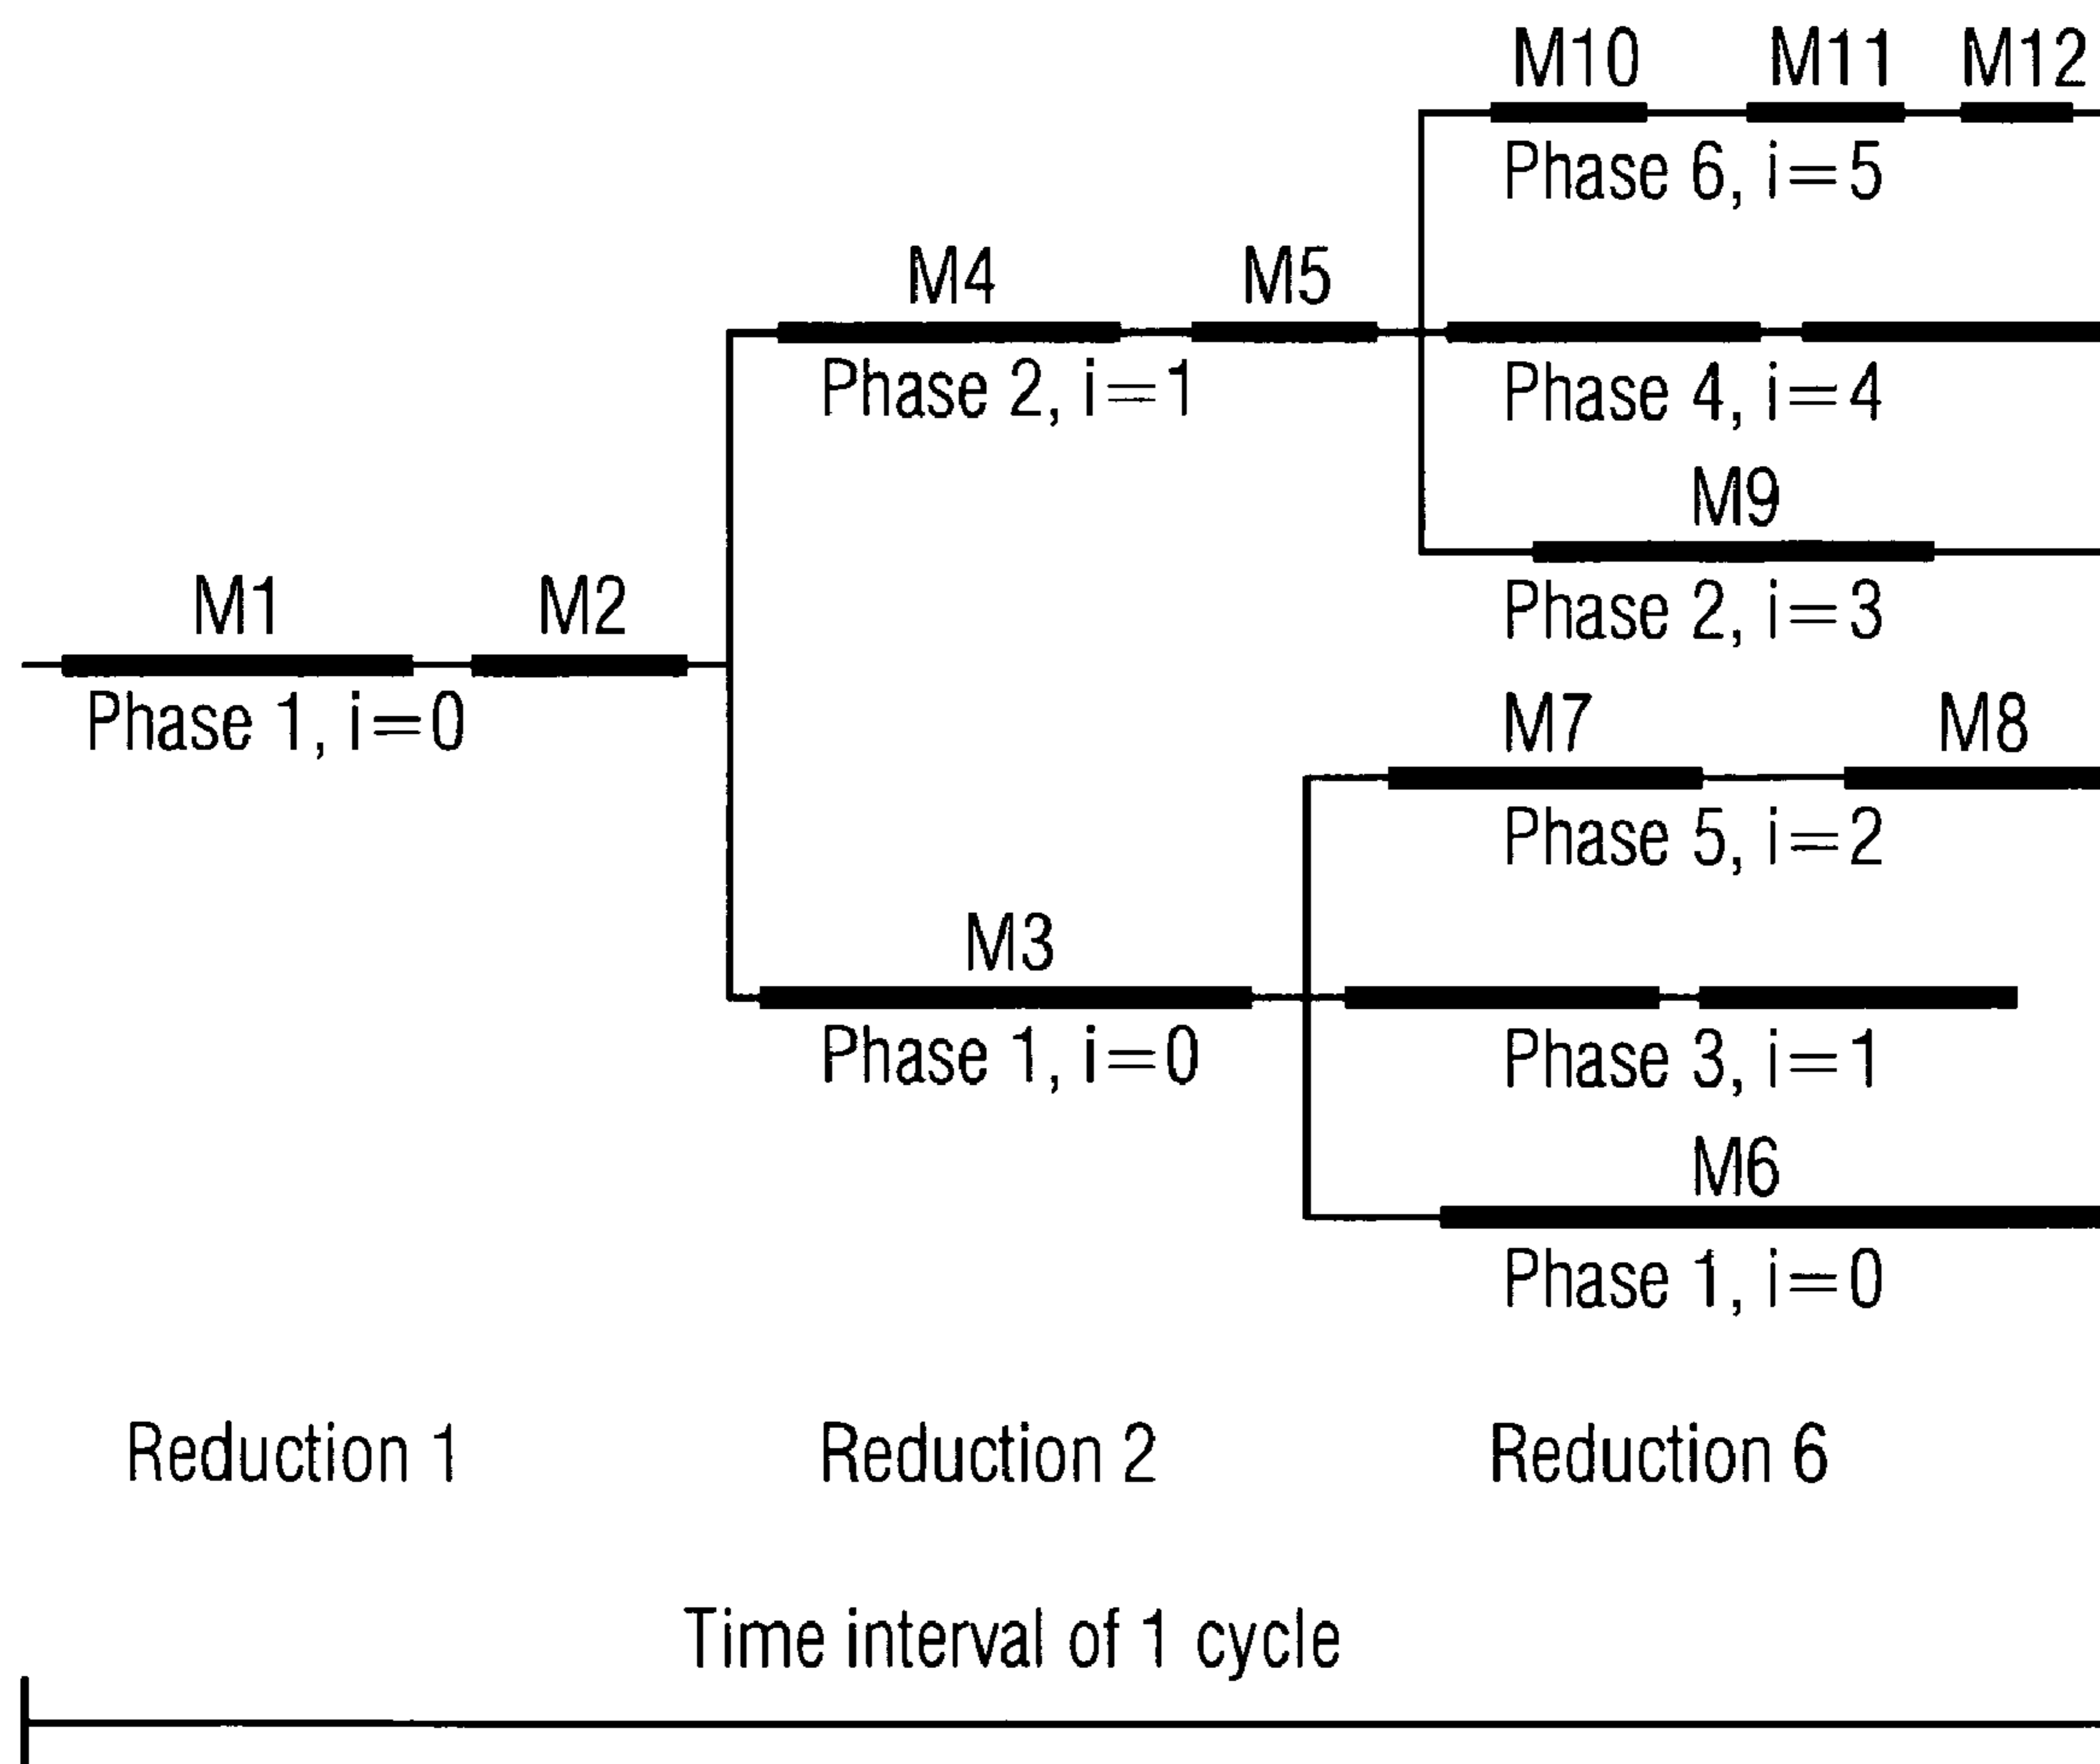 M10 M11 M12
Phase 6, i=5
M4 M5
Phase 2, i=1
Phase 4, i=4
M9
Phase 2, i=3
M1 M2
Phase 1, i=0
M7 M8
Phase 5, i=2
M3
Phase 1, i=0
Phase 3, i=1
M6
Phase 1, i=0
Reduction 1 Reduction 2 Reduction 6
Time interval of 1 cycle